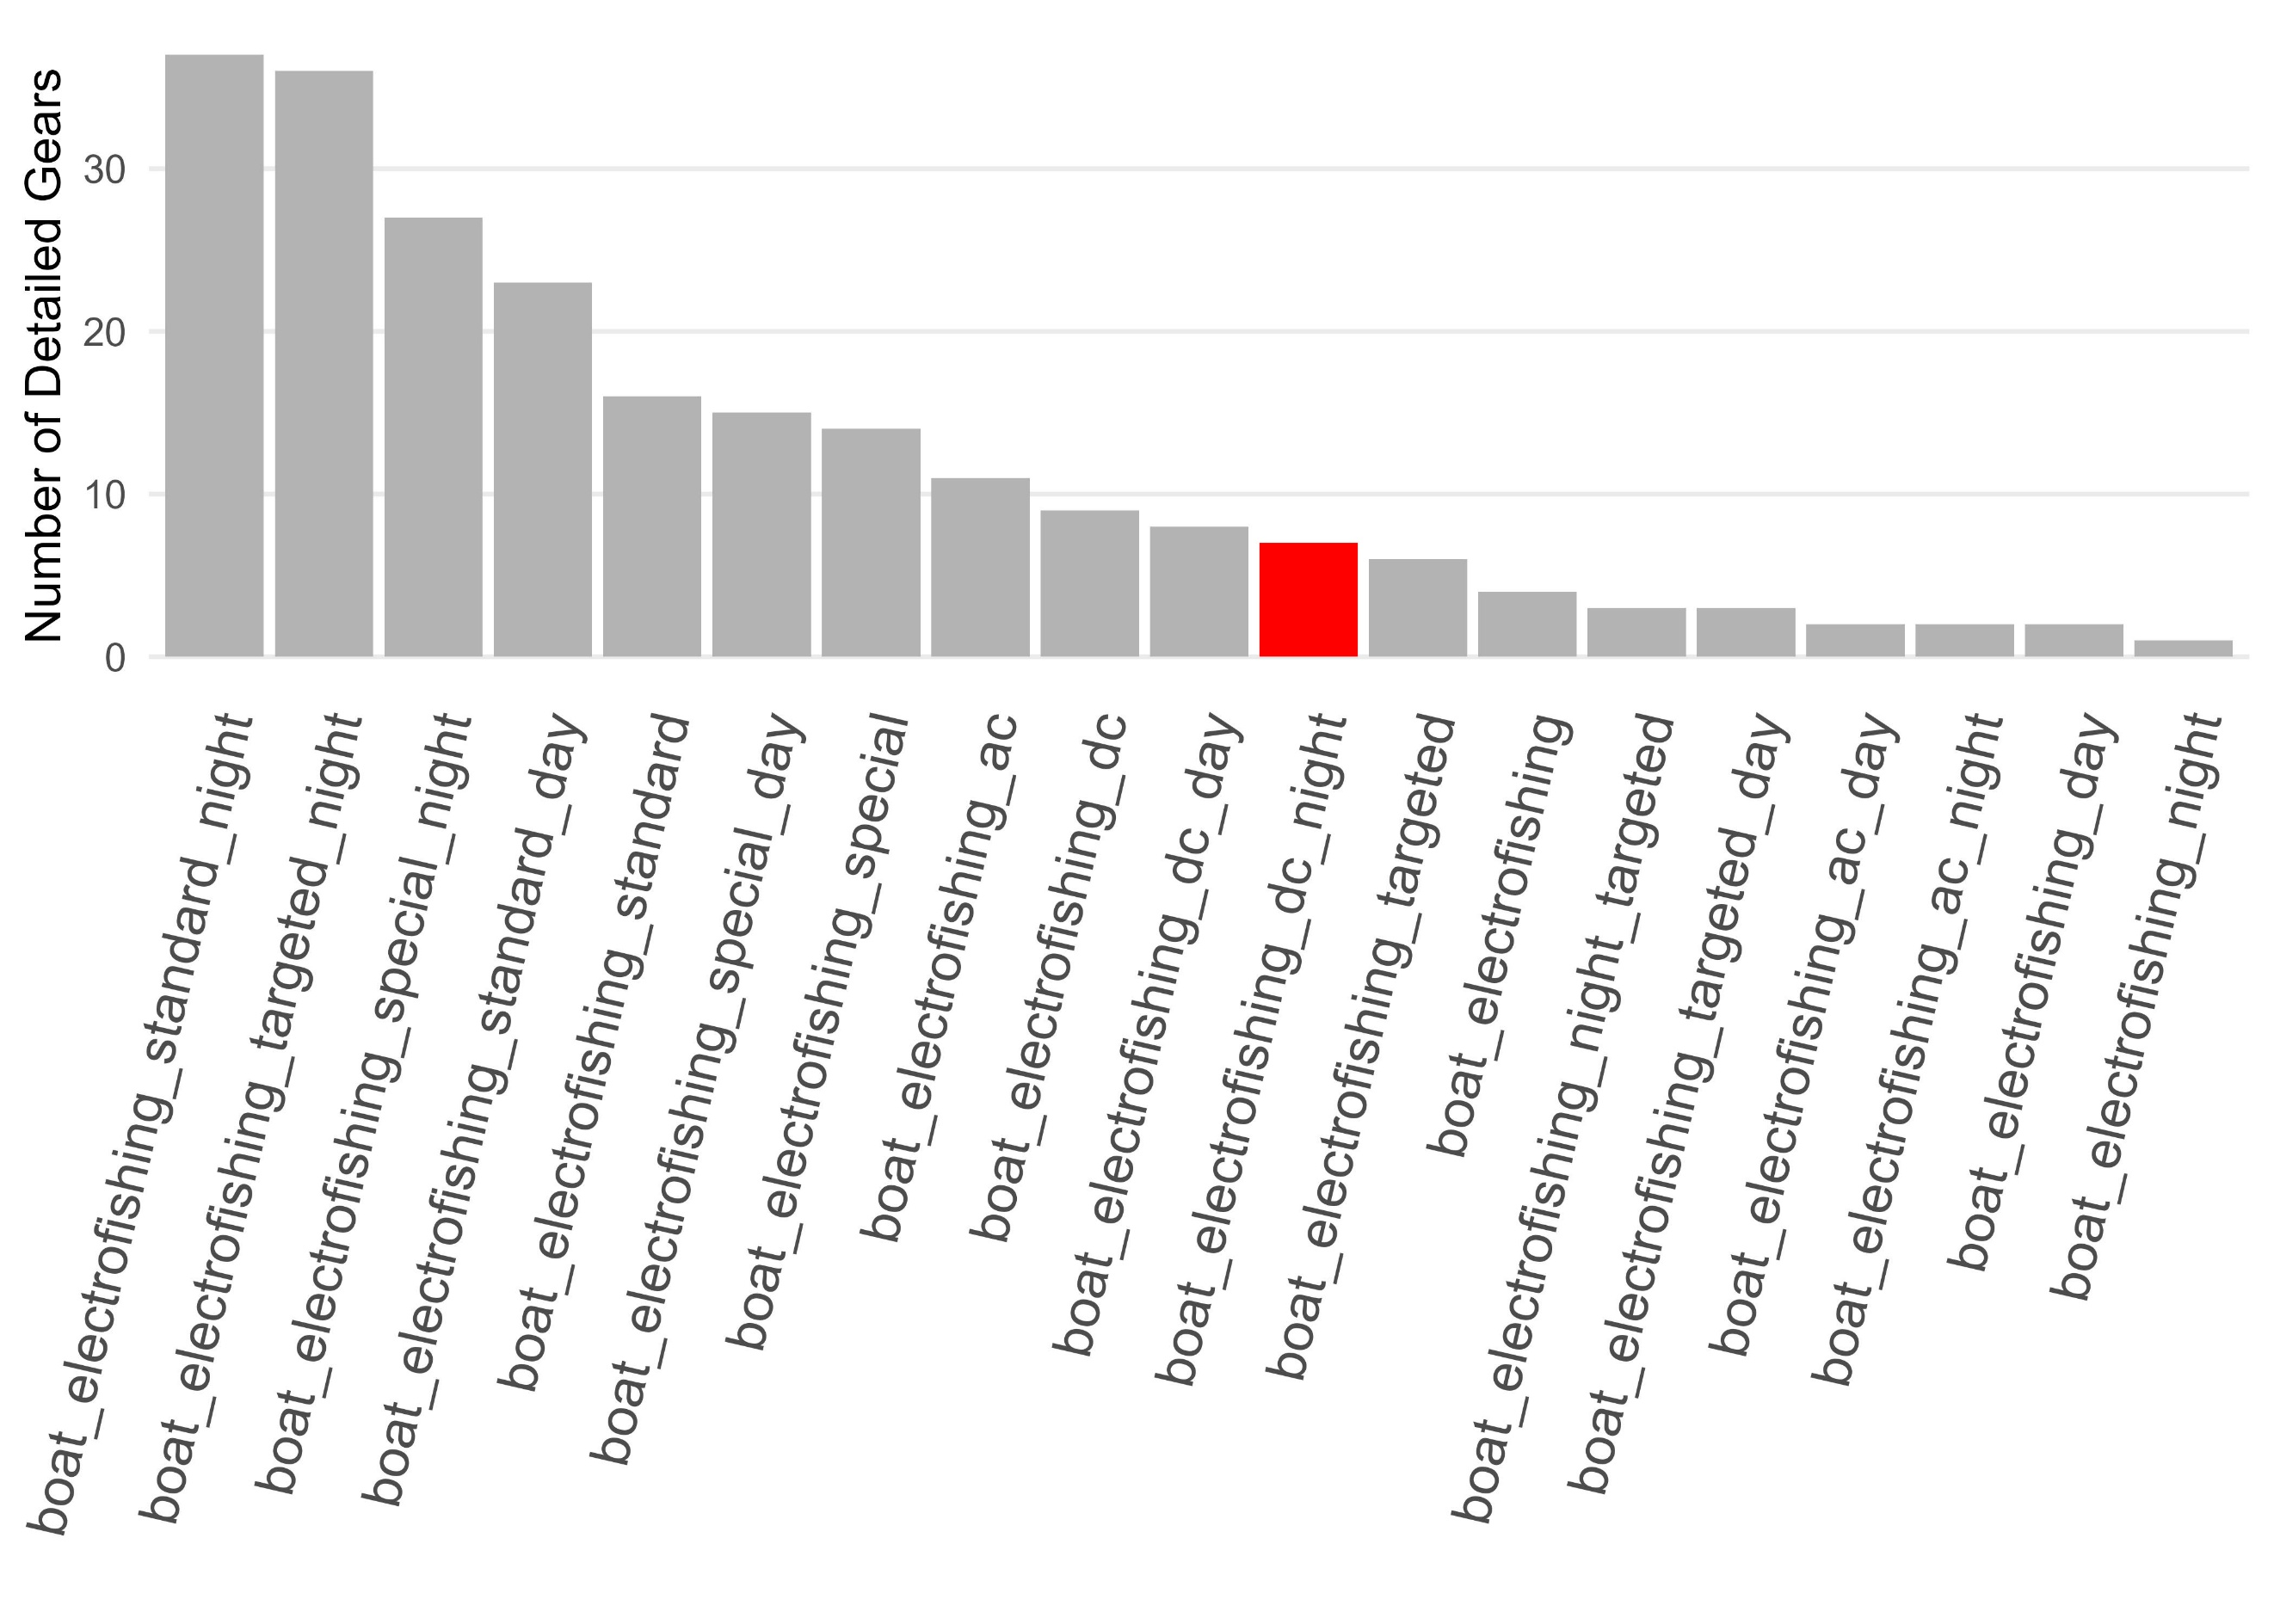 Number of Detailed Gears
30
20
10
0
boat_electrofishing_standard_night
boat_electrofishing_targeted_night
boat_electrofishing_special_night
boat_electrofishing_standard_day
boat_electrofishing_standard
boat_electrofishing_special_day
boat_electrofishing_special
boat_electrofishing_ac
boat_electrofishing_dc
boat_electrofishing_dc_day
boat_electrofishing_dc_night
boat_electrofishing_targeted
boat_electrofishing
boat_electrofishing_night_targeted
boat_electrofishing_targeted_day
boat_electrofishing_ac_day
boat_electrofishing_ac_night
boat_electrofishing_day
boat_electrofishing_night